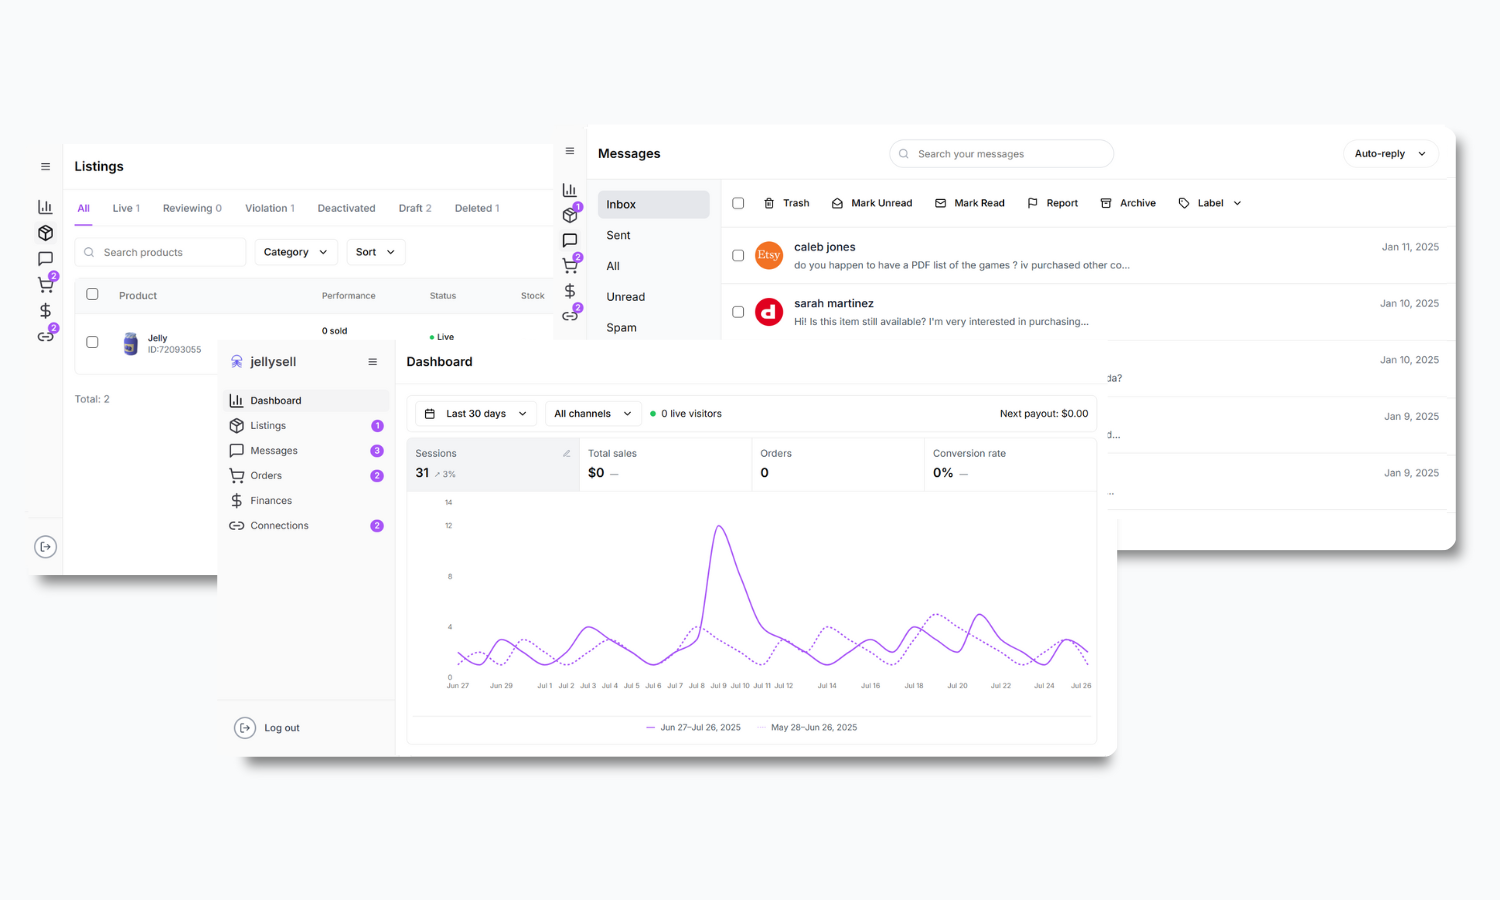 Listings
All Live 1 Reviewing 0 Violation 1 Deactivated Draft 2 Deleted 1
Search products Category Sort
Product Performance Status Stock
Jelly
ID:72093055
0 sold
Live
Total: 2
2
2
Messages
Search your messages
Auto-reply
1
2
2
Inbox
Sent
All
Unread
Spam
Trash Mark Unread Mark Read Report Archive Label
Etsy
caleb jones
Jan 11, 2025
do you happen to have a PDF list of the games ? iv purchased other co...
d
sarah martinez
Jan 10, 2025
Hi! Is this item still available? I'm very interested in purchasing...
Jan 10, 2025
da?
Jan 9, 2025
d...
Jan 9, 2025
...
jellysell
Dashboard
Listings 1
Messages 3
Orders 2
Finances
Connections 2
Log out
Dashboard
Last 30 days All channels 0 live visitors Next payout: $0.00
Sessions Total sales Orders Conversion rate
31 ↗ 3% $0 — 0 0% —
14
12
8
4
0
Jun 27 Jun 29 Jul 1 Jul 2 Jul 3 Jul 4 Jul 5 Jul 6 Jul 7 Jul 8 Jul 9 Jul 10 Jul 11 Jul 12 Jul 14 Jul 16 Jul 18 Jul 20 Jul 22 Jul 24 Jul 26
Jun 27–Jul 26, 2025 May 28–Jun 26, 2025